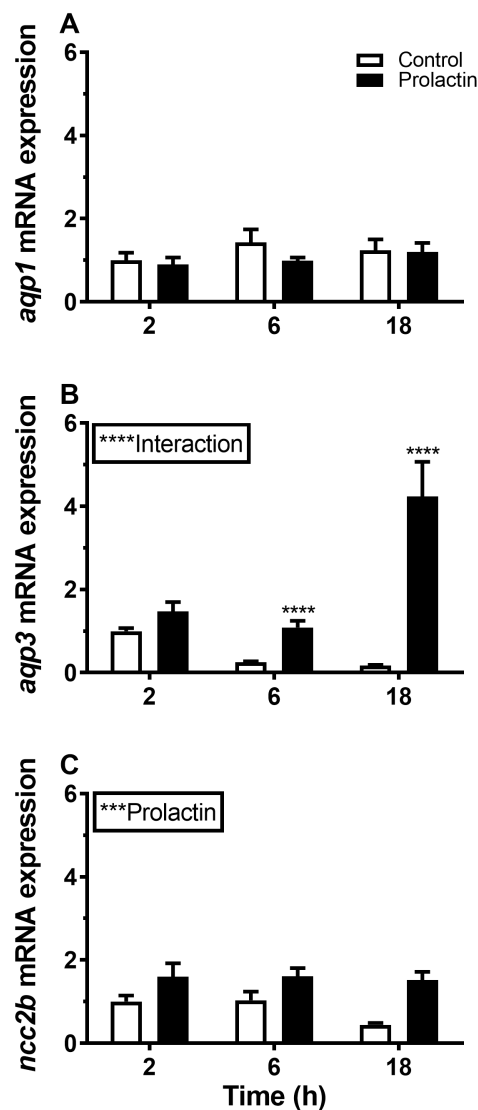 A
Control
Prolactin
aqp1 mRNA expression
6
4
2
0
2 6 18
B
****Interaction
aqp3 mRNA expression
6
4
2
0
****
****
2 6 18
C
***Prolactin
ncc2b mRNA expression
6
4
2
0
2 6 18
Time (h)